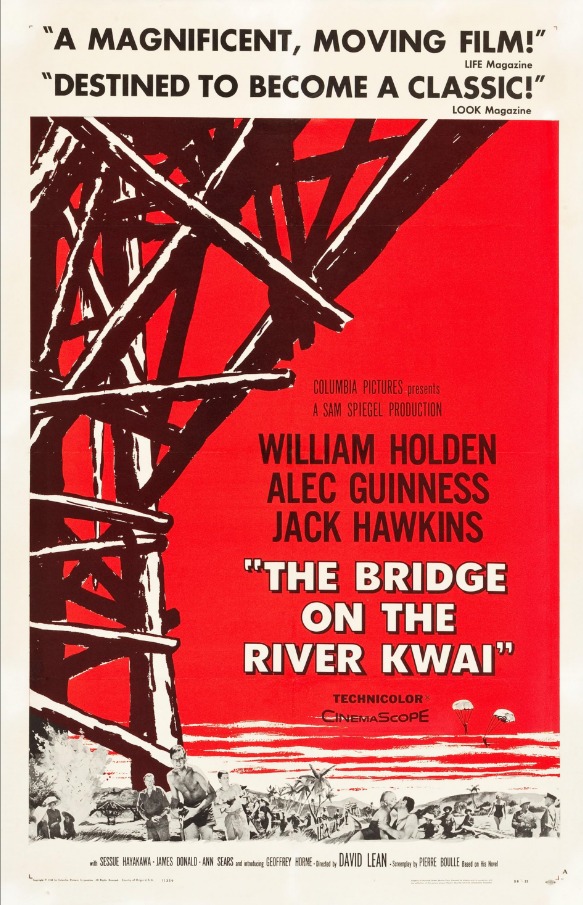 "A MAGNIFICENT, MOVING FILM!"
LIFE Magazine
"DESTINED TO BECOME A CLASSIC!"
LOOK Magazine
COLUMBIA PICTURES presents
A SAM SPIEGEL PRODUCTION
WILLIAM HOLDEN
ALEC GUINNESS
JACK HAWKINS
"THE BRIDGE
ON THE
RIVER KWAI"
TECHNICOLOR
CINEMASCOPE
with SESSUE HAYAKAWA · JAMES DONALD · ANN SEARS and introducing GEOFFREY HORNE · Directed by DAVID LEAN · Screenplay by PIERRE BOULLE Based on His Novel